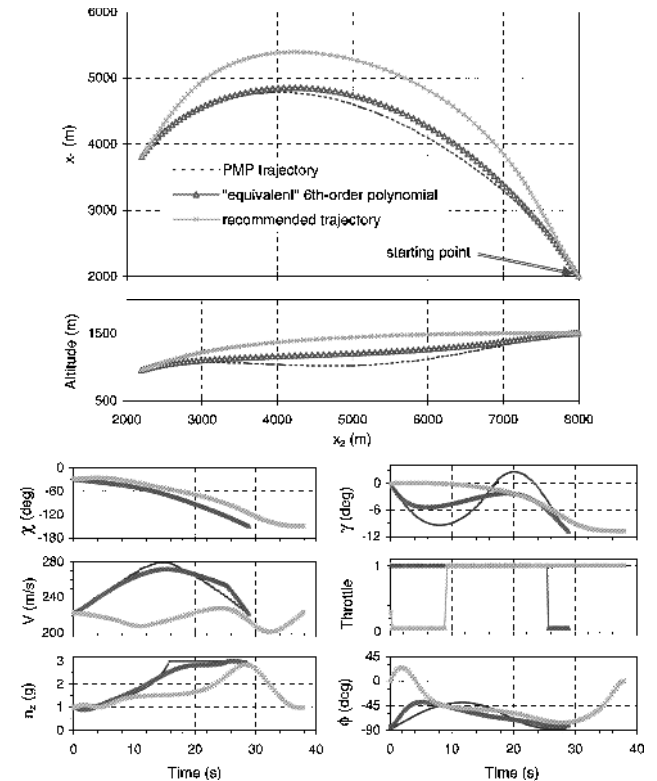 6000
5000
4000
3000
2000
x- (m)
PMP trajectory
"equivalent" 6th-order polynomial
recommended trajectory
starting point
1500
500
Altitude (m)
2000 3000 4000 5000 6000 7000 8000
x₂ (m)
0
-60
-120
-180
χ (deg)
0
-6
-12
γ (deg)
280
240
200
V (m/s)
1
0
Throttle
3
2
1
0
n_z (g)
45
0
-45
-90
ϕ (deg)
0 10 20 30 40
Time (s)
0 10 20 30 40
Time (s)